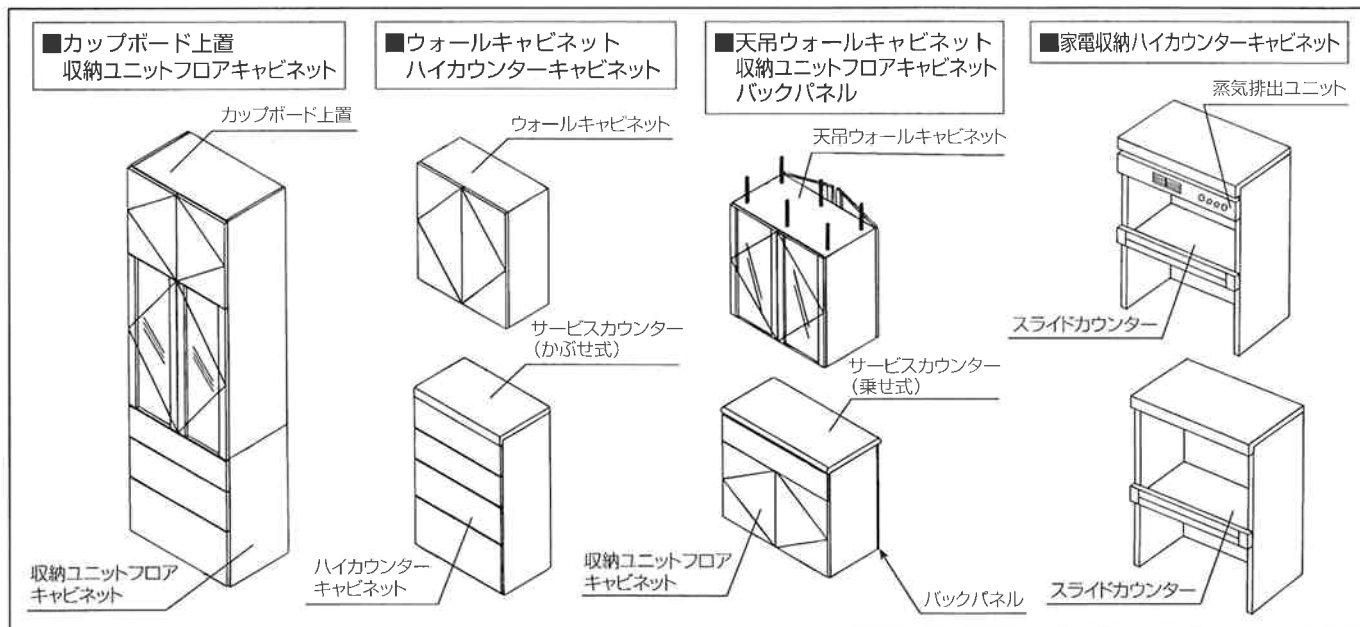 ■カップボード上置
収納ユニットフロアキャビネット
カップボード上置
収納ユニットフロア
キャビネット
■ウォールキャビネット
ハイカウンターキャビネット
ウォールキャビネット
サービスカウンター
(かぶせ式)
ハイカウンター
キャビネット
■天吊ウォールキャビネット
収納ユニットフロアキャビネット
バックパネル
天吊ウォールキャビネット
サービスカウンター
(乗せ式)
収納ユニットフロア
キャビネット
バックパネル
■家電収納ハイカウンターキャビネット
蒸気排出ユニット
スライドカウンター
スライドカウンター